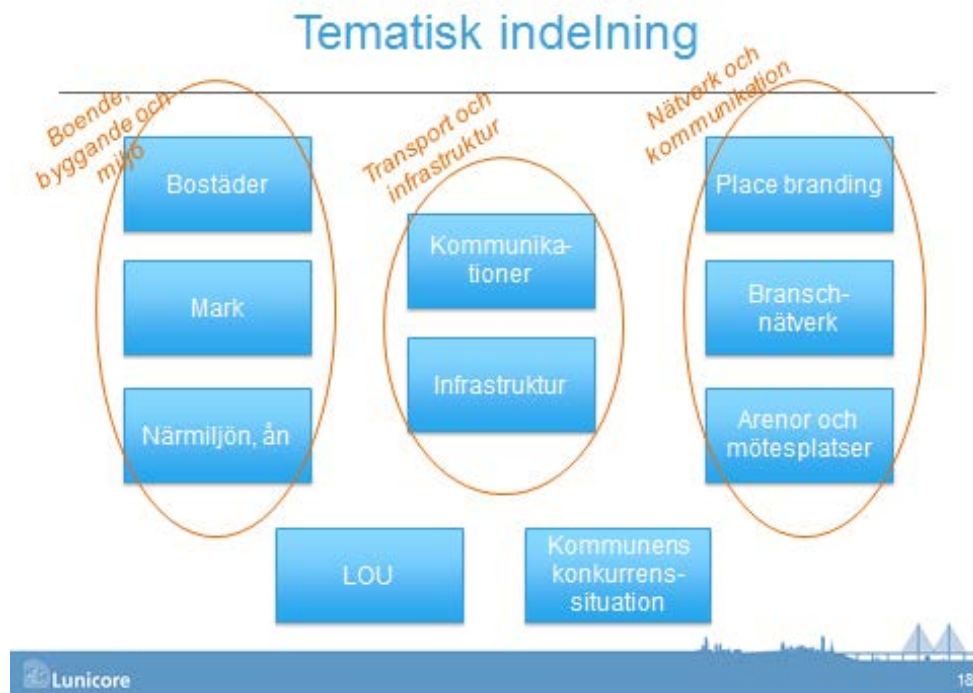 Tematisk indelning
Boende,
byggande och
miljö
Bostäder
Mark
Närmiljön, ån
Transport och
infrastruktur
Kommunika-
tioner
Infrastruktur
Nätverk och
kommunikation
Place branding
Bransch-
nätverk
Arenor och
mötesplatser
LOU
Kommunens
konkurrens-
situation
Lunicore
18